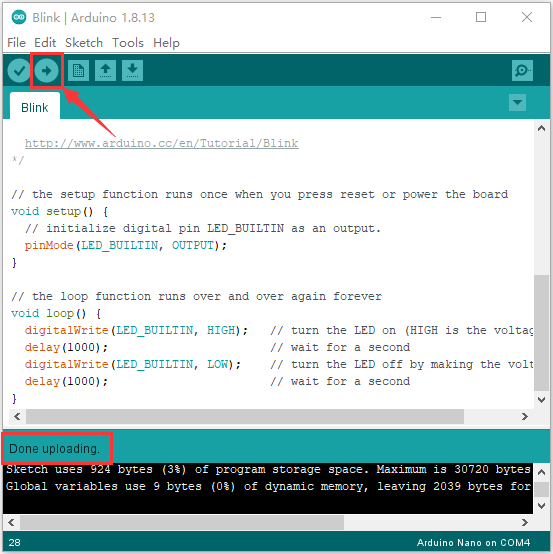 Blink | Arduino 1.8.13
File Edit Sketch Tools Help
Blink
http://www.arduino.cc/en/Tutorial/Blink
*/
// the setup function runs once when you press reset or power the board
void setup() {
// initialize digital pin LED_BUILTIN as an output.
pinMode(LED_BUILTIN, OUTPUT);
}
// the loop function runs over and over again forever
void loop() {
digitalWrite(LED_BUILTIN, HIGH);   // turn the LED on (HIGH is the voltag
delay(1000);                       // wait for a second
digitalWrite(LED_BUILTIN, LOW);    // turn the LED off by making the volt
delay(1000);                       // wait for a second
}
Done uploading.
Sketch uses 924 bytes (3%) of program storage space. Maximum is 30720 bytes
Global variables use 9 bytes (0%) of dynamic memory, leaving 2039 bytes for
28 Arduino Nano on COM4